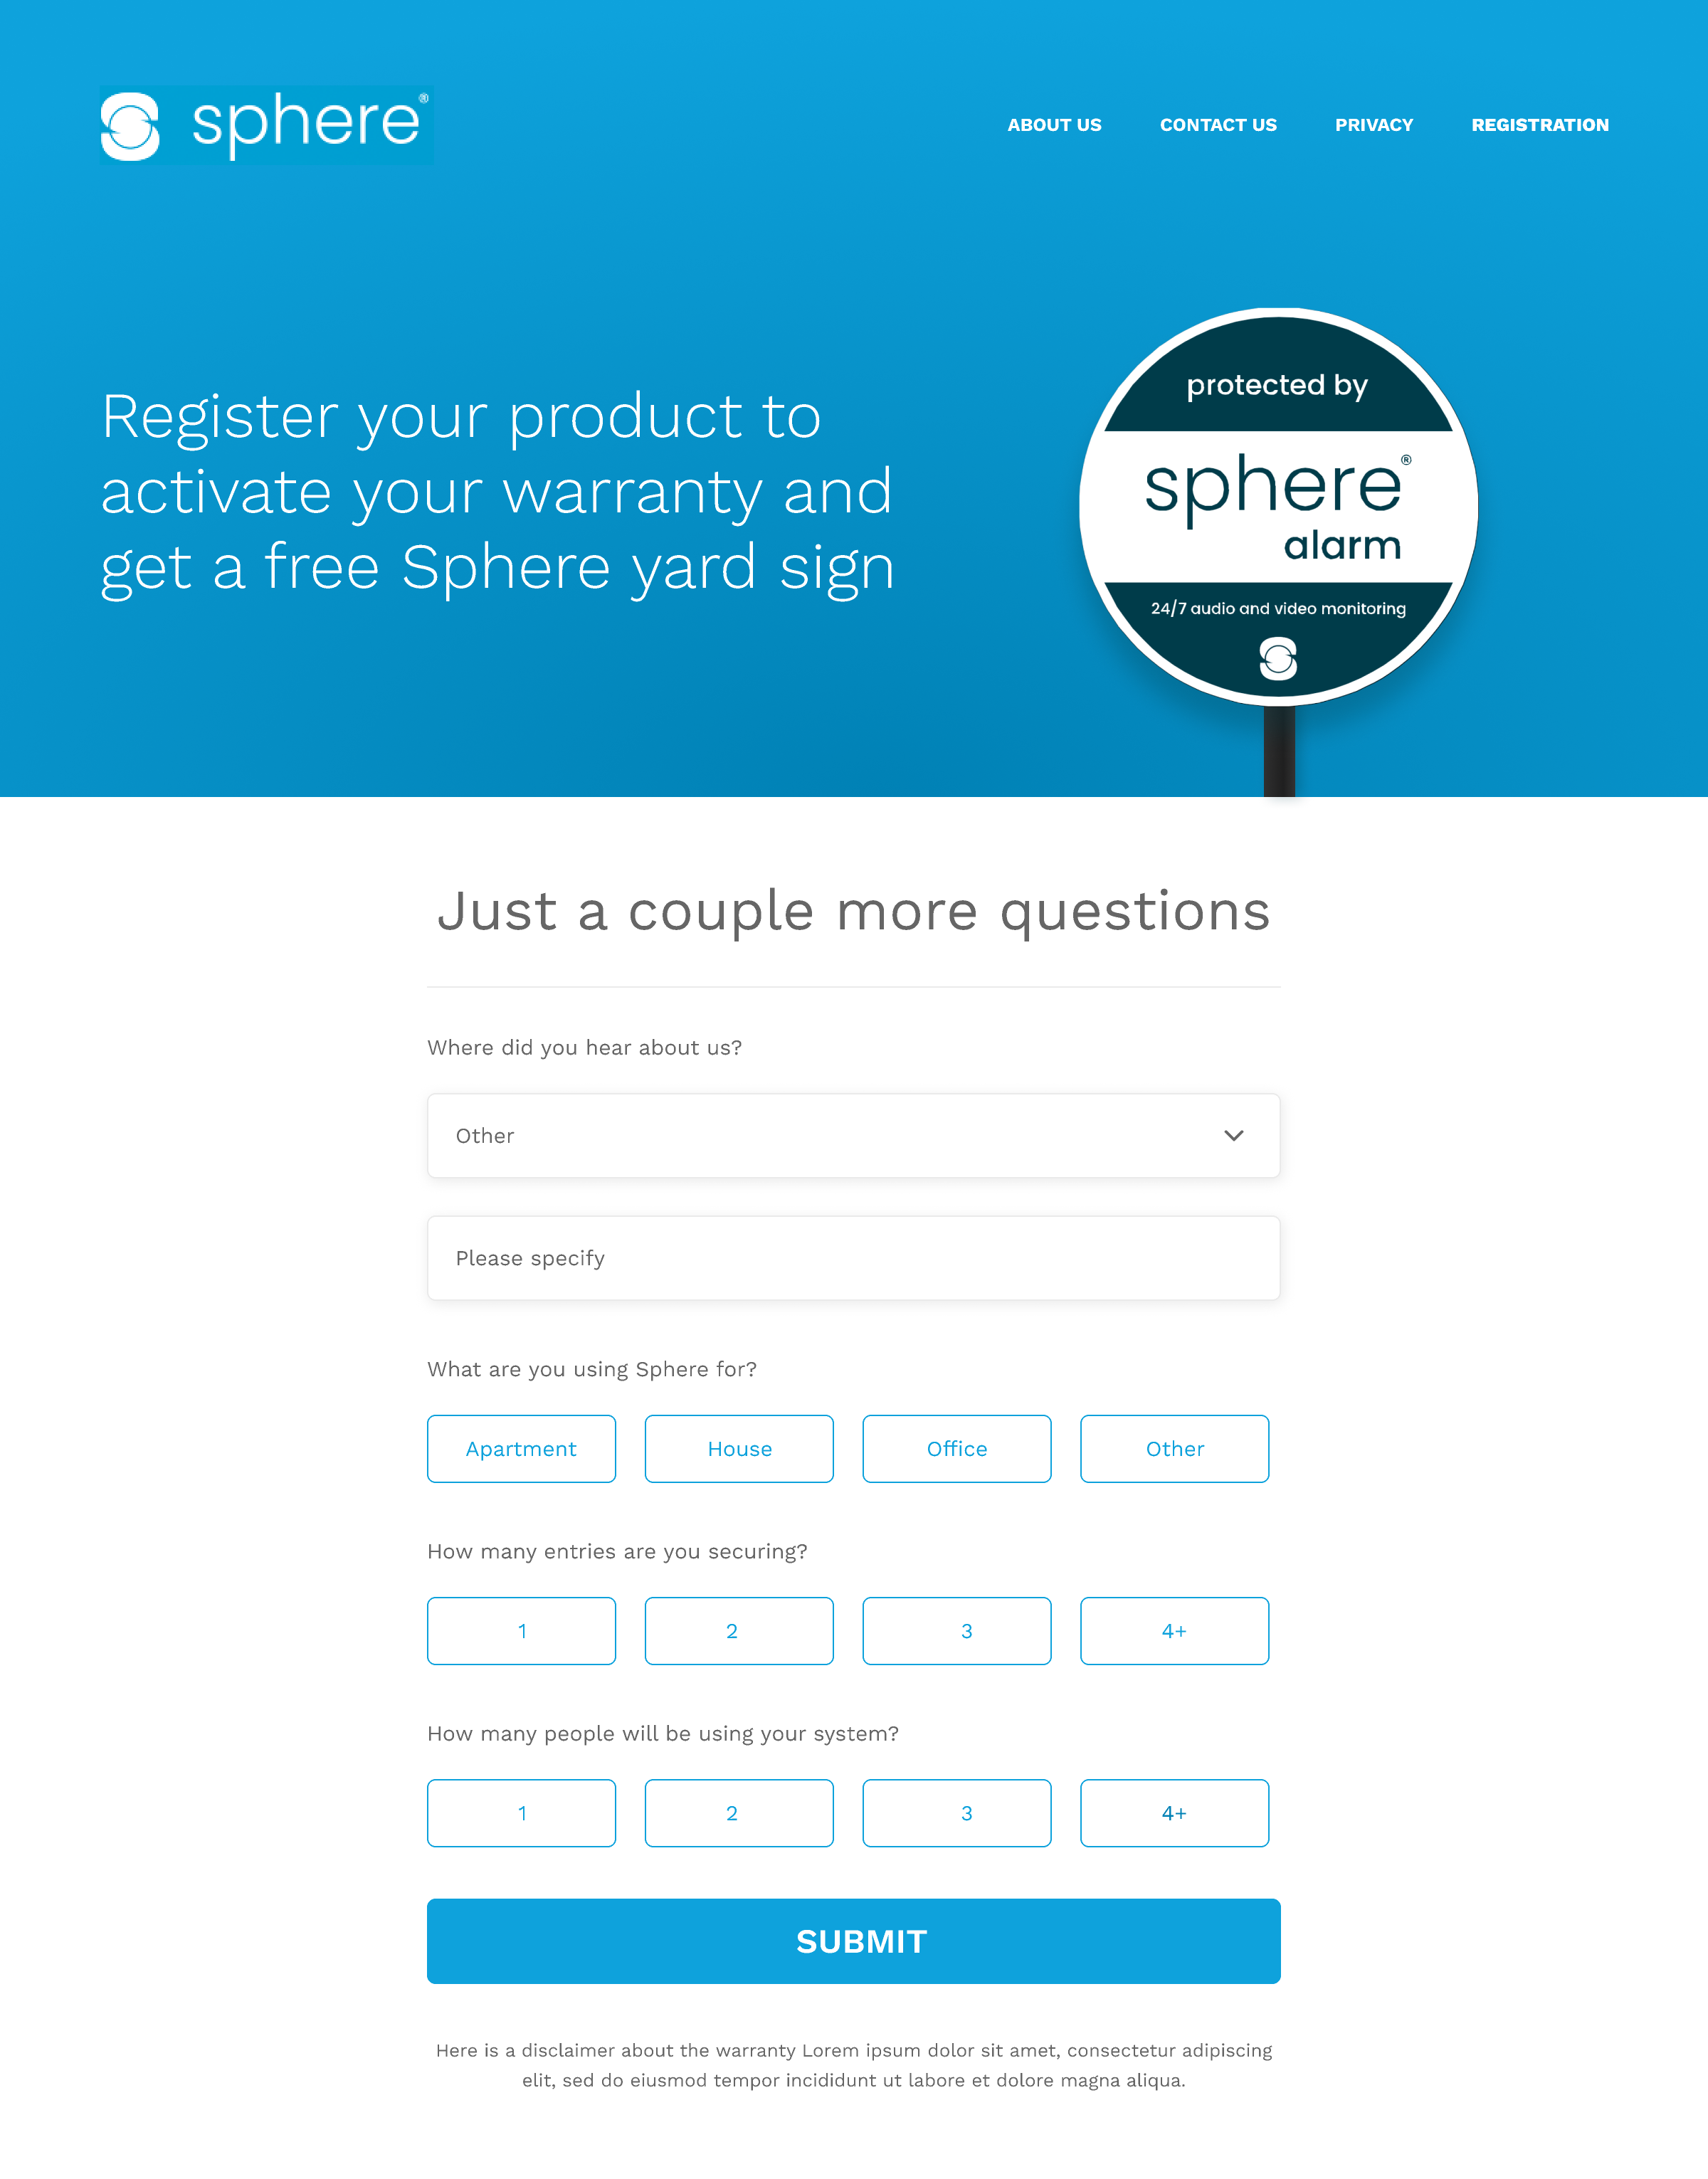 sphere®
ABOUT US CONTACT US PRIVACY REGISTRATION
Register your product to
activate your warranty and
get a free Sphere yard sign
protected by
sphere®
alarm
24/7 audio and video monitoring
Just a couple more questions
Where did you hear about us?
Other
Please specify
What are you using Sphere for?
Apartment House Office Other
How many entries are you securing?
1 2 3 4+
How many people will be using your system?
1 2 3 4+
SUBMIT
Here is a disclaimer about the warranty Lorem ipsum dolor sit amet, consectetur adipiscing
elit, sed do eiusmod tempor incididunt ut labore et dolore magna aliqua.